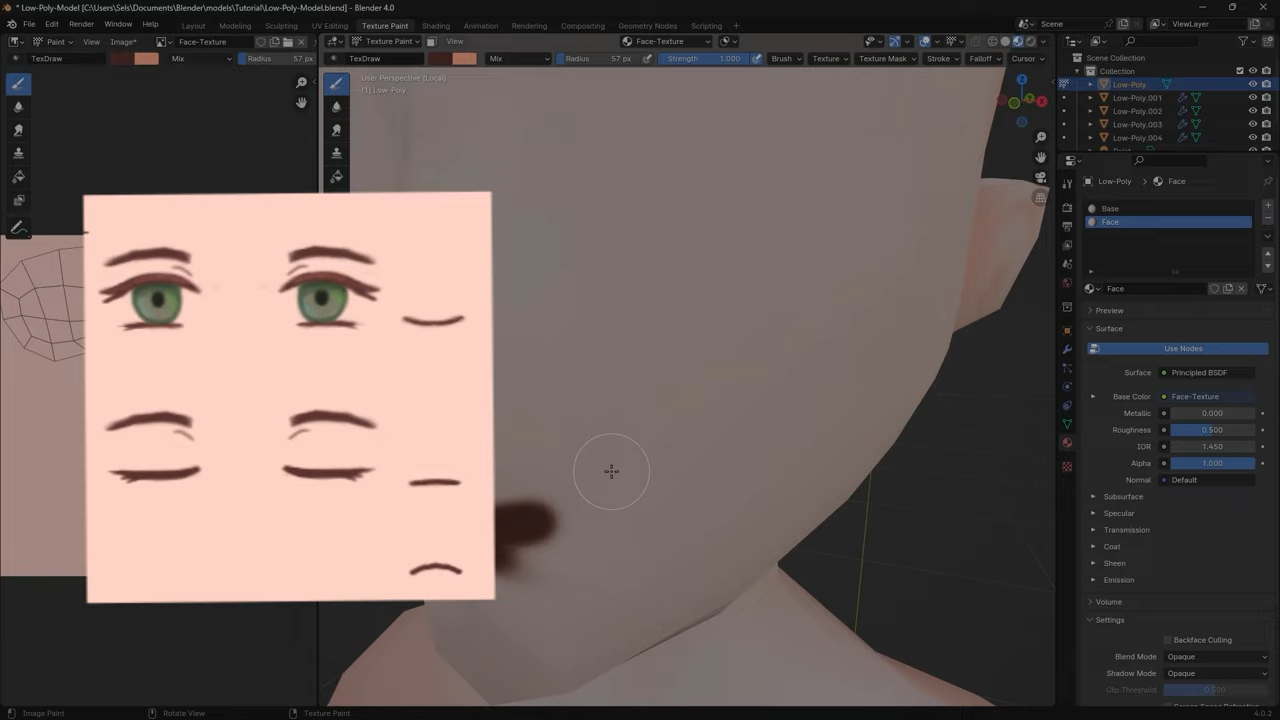 * Low-Poly-Model [C:\Users\Sels\Documents\Blender\models\Tutorial\Low-Poly-Model.blend] - Blender 4.0
File Edit Render Window Help Layout Modeling Sculpting UV Editing Texture Paint Shading Animation Rendering Compositing Geometry Nodes Scripting + Scene ViewLayer
Paint View Image* Face-Texture Texture Paint View Face-Texture
TexDraw Mix Radius 57 px TexDraw Mix Radius 57 px Strength 1.000 Brush Texture Texture Mask Stroke Falloff Cursor
Scene Collection
Collection
Low-Poly
Low-Poly.001
Low-Poly.002
Low-Poly.003
Low-Poly.004
User Perspective (Local)
(1) Low-Poly
Low-Poly > Face
Base
Face
Face
Preview
Surface
Use Nodes
Surface Principled BSDF
Base Color Face-Texture
Metallic 0.000
Roughness 0.500
IOR 1.450
Alpha 1.000
Normal Default
Subsurface
Specular
Transmission
Coat
Sheen
Emission
Volume
Settings
Backface Culling
Blend Mode Opaque
Shadow Mode Opaque
Clip Threshold 0.500
Image Paint Rotate View Texture Paint 4.0.2